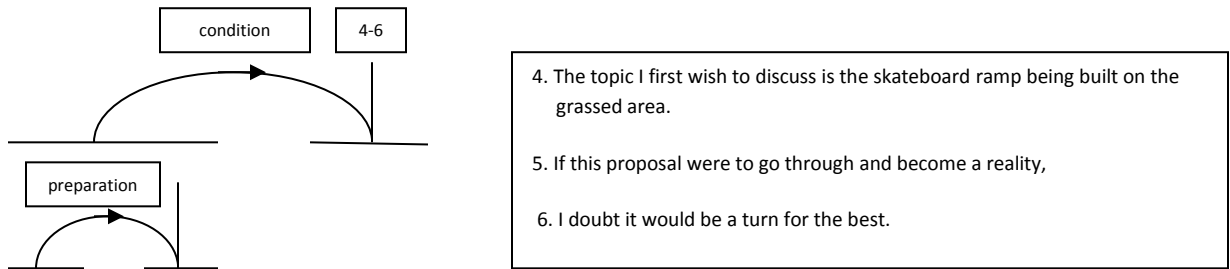 condition
4-6
preparation
4. The topic I first wish to discuss is the skateboard ramp being built on the
grassed area.
5. If this proposal were to go through and become a reality,
6. I doubt it would be a turn for the best.